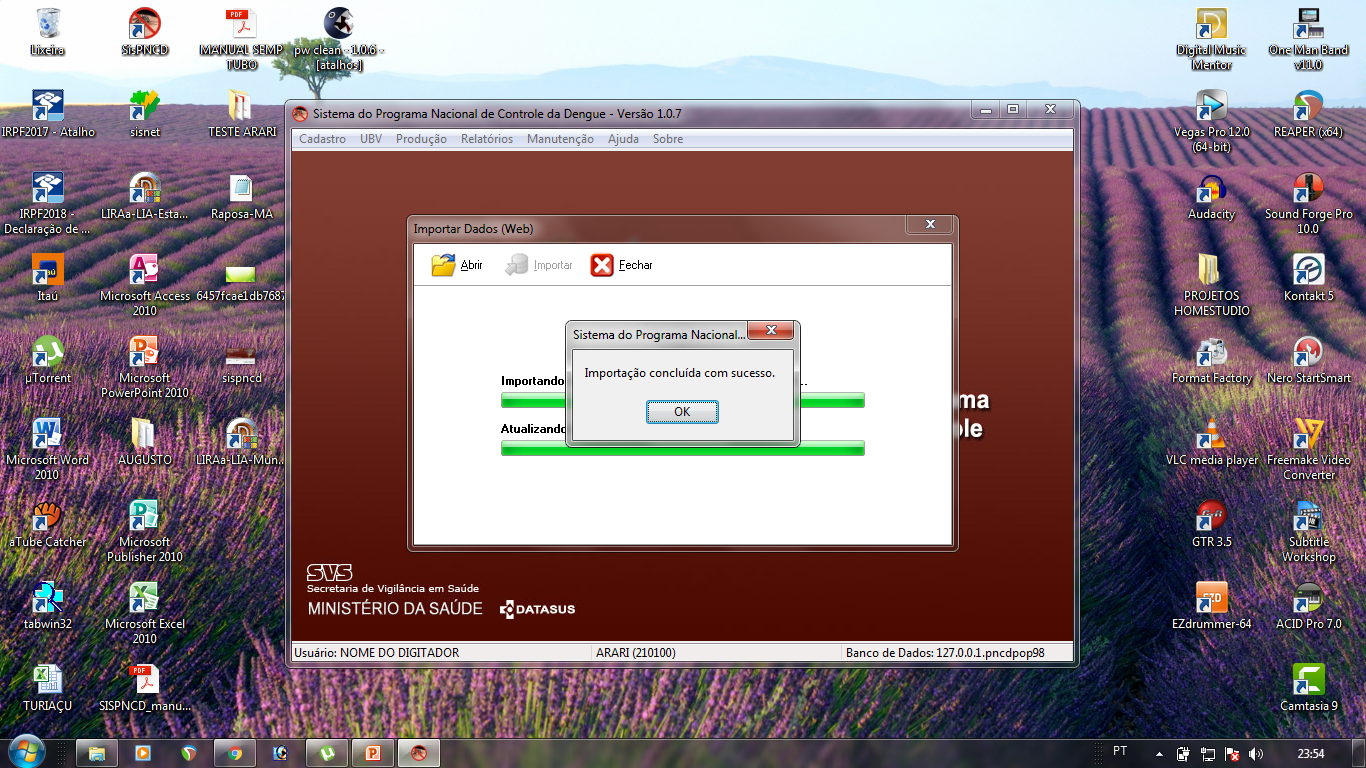 Lixeira
SisPNCD
MANUAL SEMP
TUBO
pw clean - 1.0.6 -
[atalhos]
Digital Music
Mentor
One Man Band
v11.0
IRPF2017 - Atalho
sisnet
TESTE ARARI
Vegas Pro 12.0
(64-bit)
REAPER (x64)
IRPF2018 -
Declaração de ...
LIRAa-LIA-Esta...
Raposa-MA
Audacity
Sound Forge Pro
10.0
Itaú
Microsoft Access
2010
6457fcae1db7687
PROJETOS
HOMESTUDIO
Kontakt 5
µTorrent
Microsoft
PowerPoint 2010
sispncd
Format Factory
Nero StartSmart
Microsoft Word
2010
AUGUSTO
LIRAa-LIA-Mun...
VLC media player
Freemake Video
Converter
aTube Catcher
Microsoft
Publisher 2010
GTR 3.5
Subtitle
Workshop
tabwin32
Microsoft Excel
2010
EZdrummer-64
ACID Pro 7.0
TURIAÇU
SISPNCD_manu...
Camtasia 9
Sistema do Programa Nacional de Controle da Dengue - Versão 1.0.7
Cadastro UBV Produção Relatórios Manutenção Ajuda Sobre
Importar Dados (Web)
Abrir Importar Fechar
Sistema do Programa Nacional...
Importação concluída com sucesso.
OK
Importando
...
Atualizando
ma
ole
SVS
Secretaria de Vigilância em Saúde
MINISTÉRIO DA SAÚDE
DATASUS
Usuário: NOME DO DIGITADOR ARARI (210100) Banco de Dados: 127.0.0.1.pncdpop98
PT 23:54